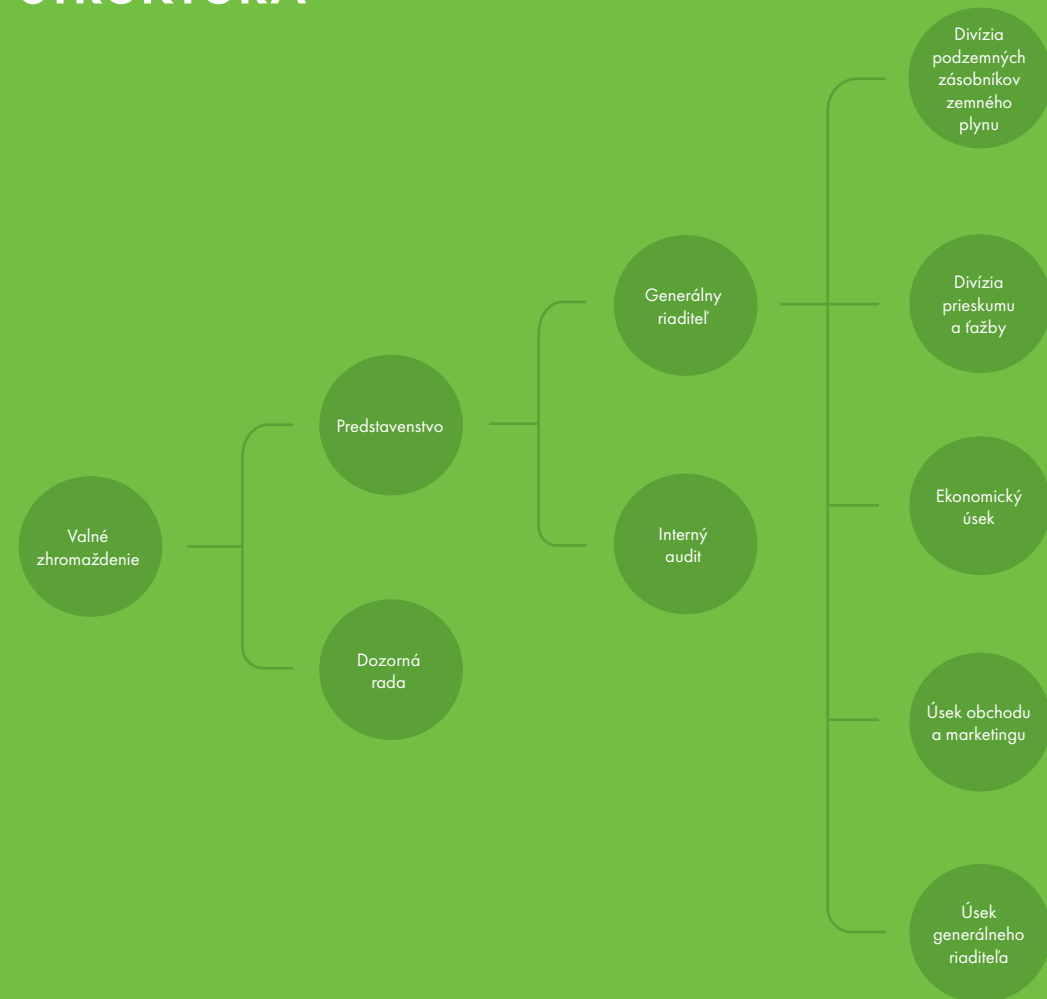 Divízia
podzemných
zásobníkov
zemného
plynu
Divízia
prieskumu
a ťažby
Generálny
riaditeľ
Predstavenstvo
Ekonomický
úsek
Valné
zhromaždenie
Interný
audit
Dozorná
rada
Úsek obchodu
a marketingu
Úsek
generálneho
riaditeľa